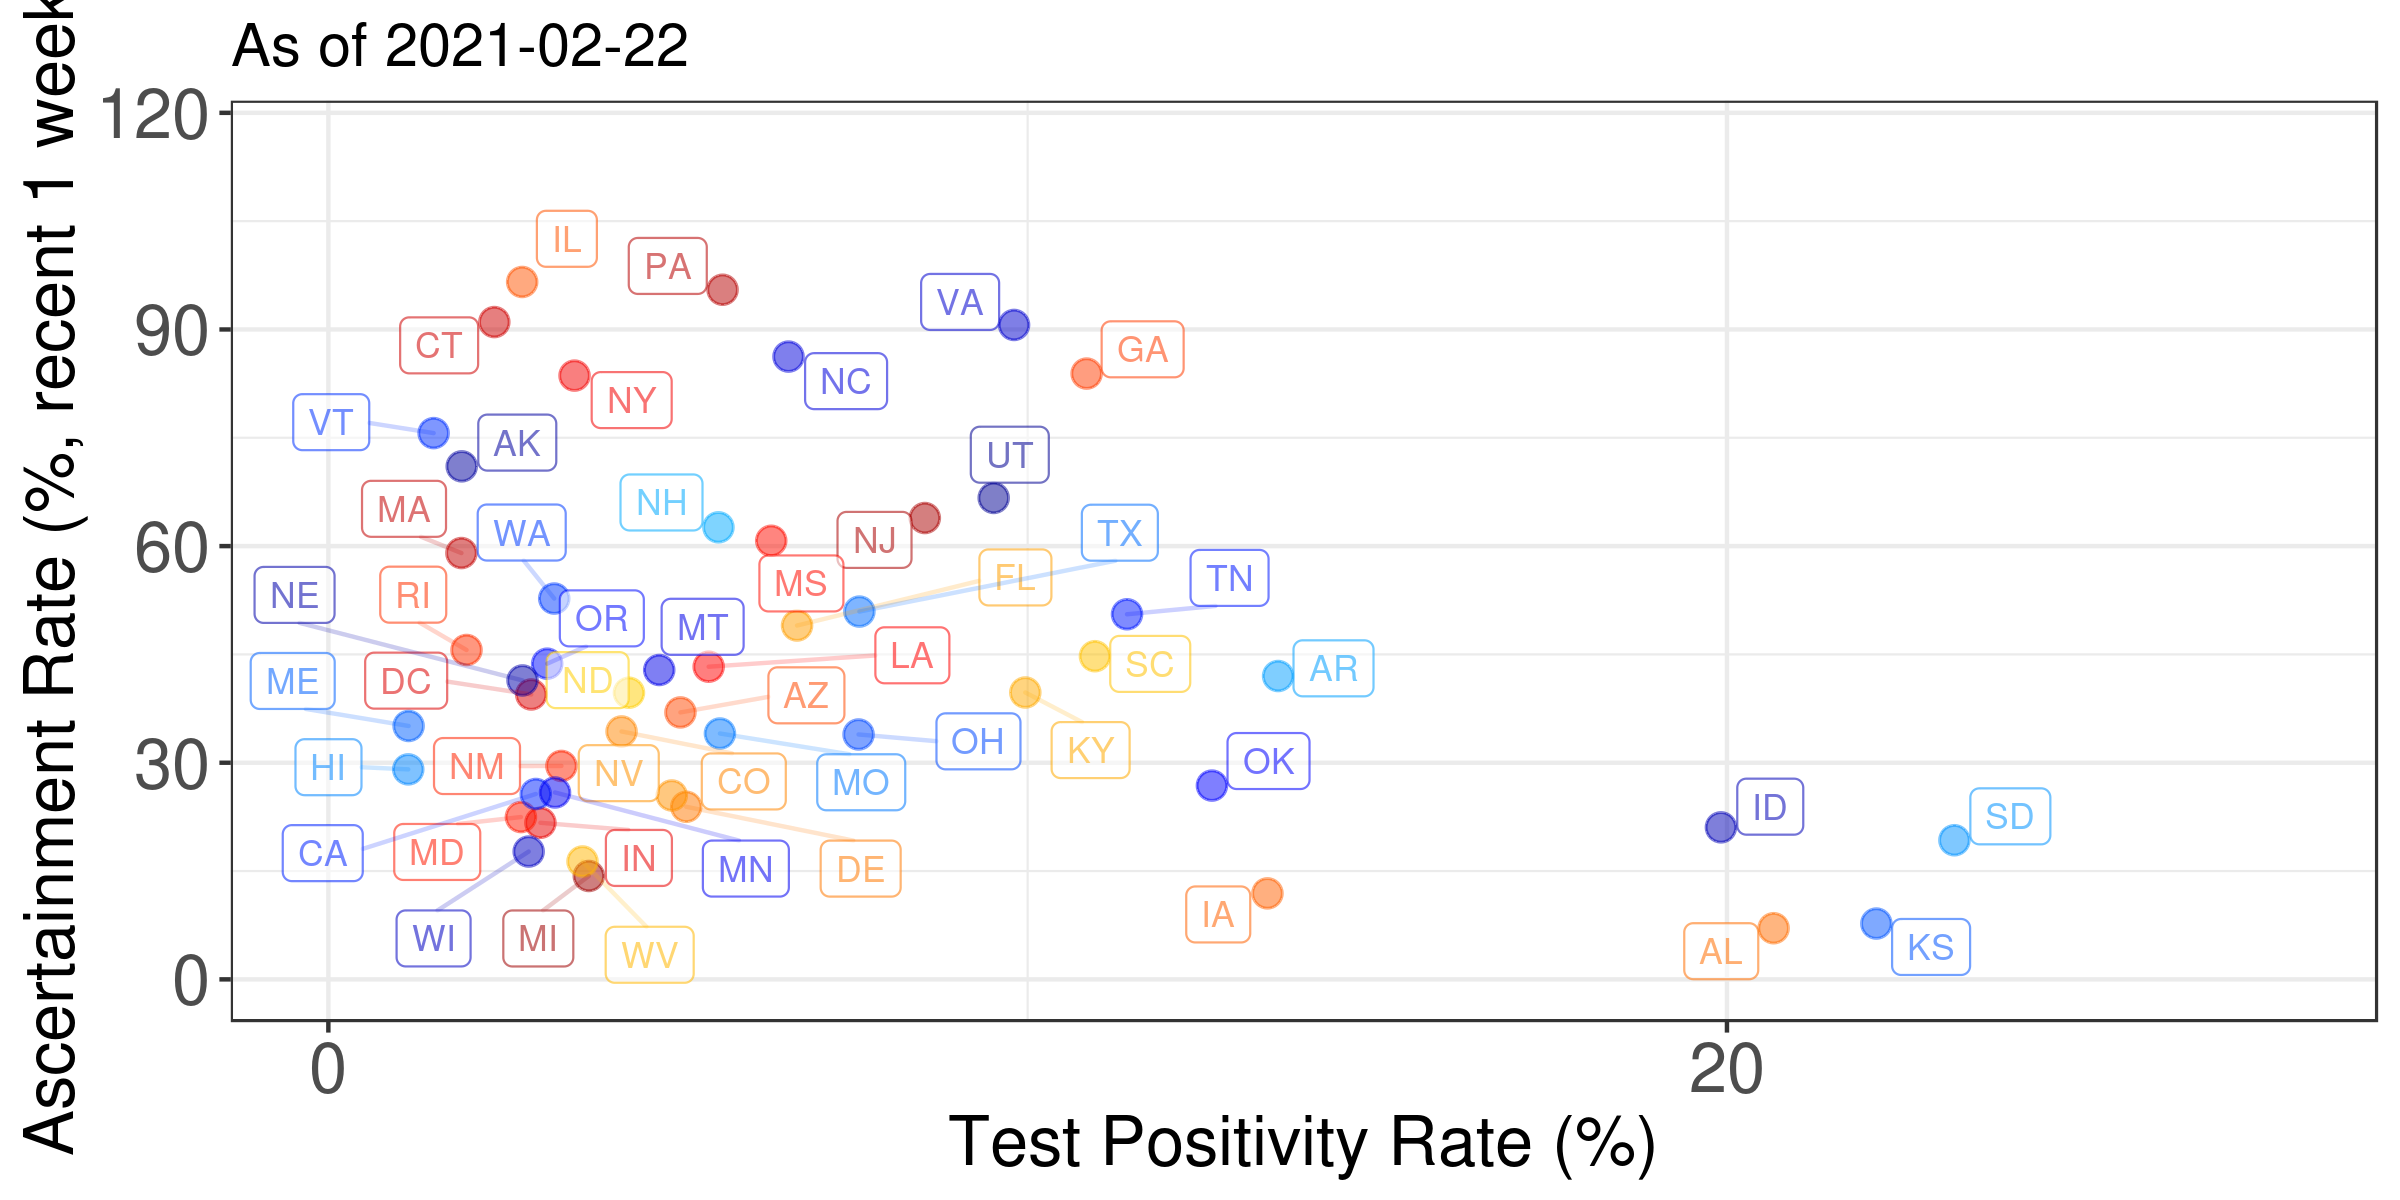 As of 2021-02-22
Ascertainment Rate (%, recent 1 week
120
90
60
30
0
IL
PA
VA
CT
GA
NC
NY
VT
AK
UT
MA
NH
WA
NJ
TX
NE
RI
MS
FL
TN
OR
MT
LA
SC
AR
ME
DC
ND
AZ
OH
KY
HI
NM
NV
CO
MO
OK
ID
SD
CA
MD
IN
MN
DE
IA
WI
MI
WV
AL
KS
0
20
Test Positivity Rate (%)